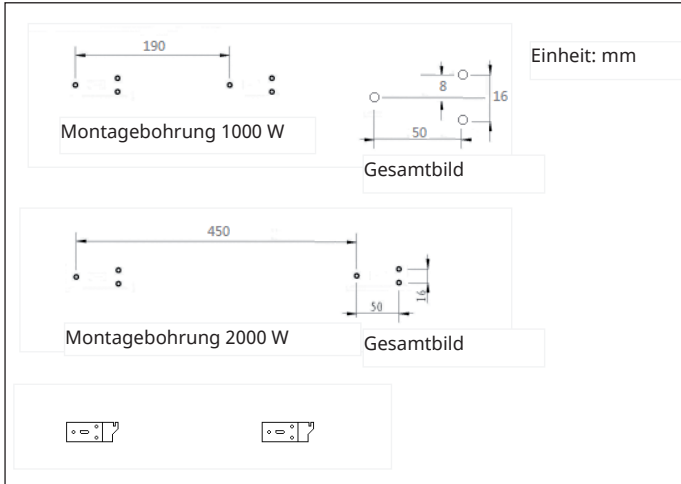 190
Einheit: mm
8
16
50
Montagebohrung 1000 W
Gesamtbild
450
50
16
Montagebohrung 2000 W
Gesamtbild